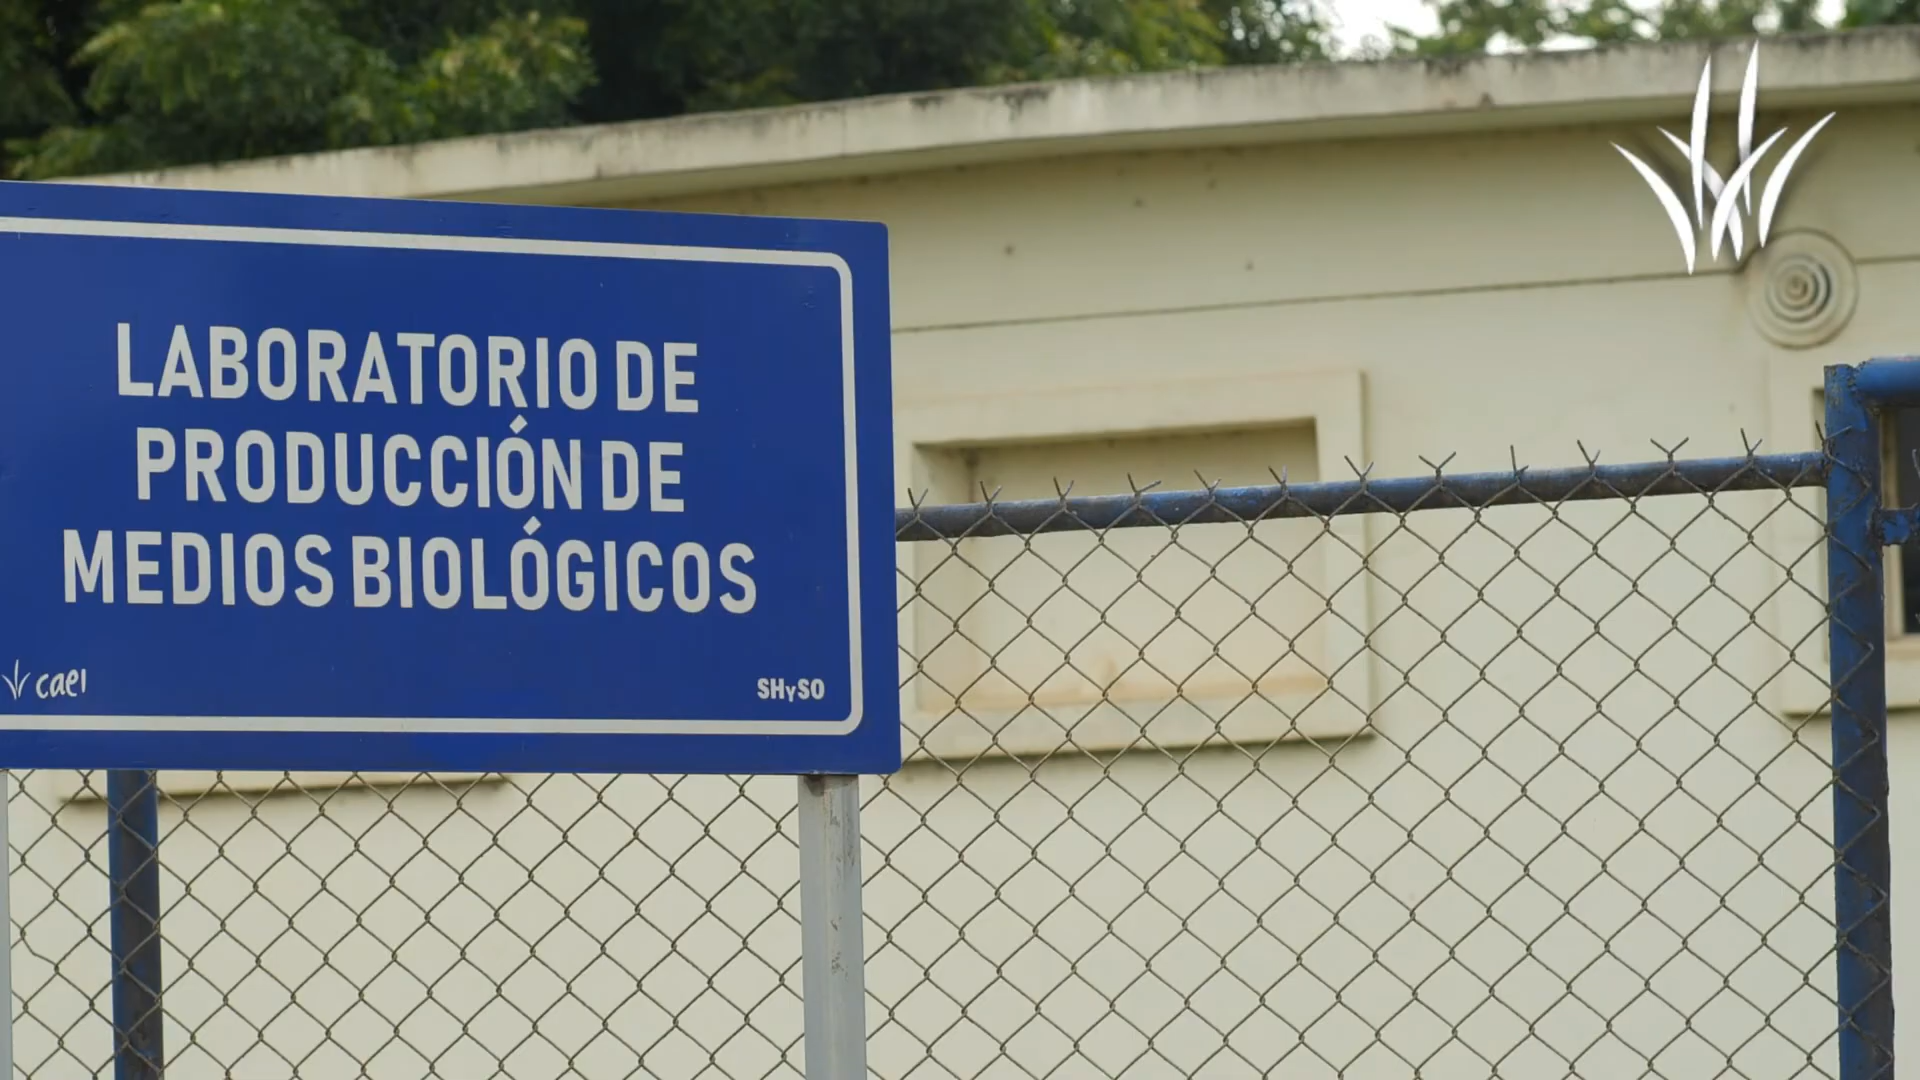 LABORATORIO DE
PRODUCCIÓN DE
MEDIOS BIOLÓGICOS
caei
SHySO